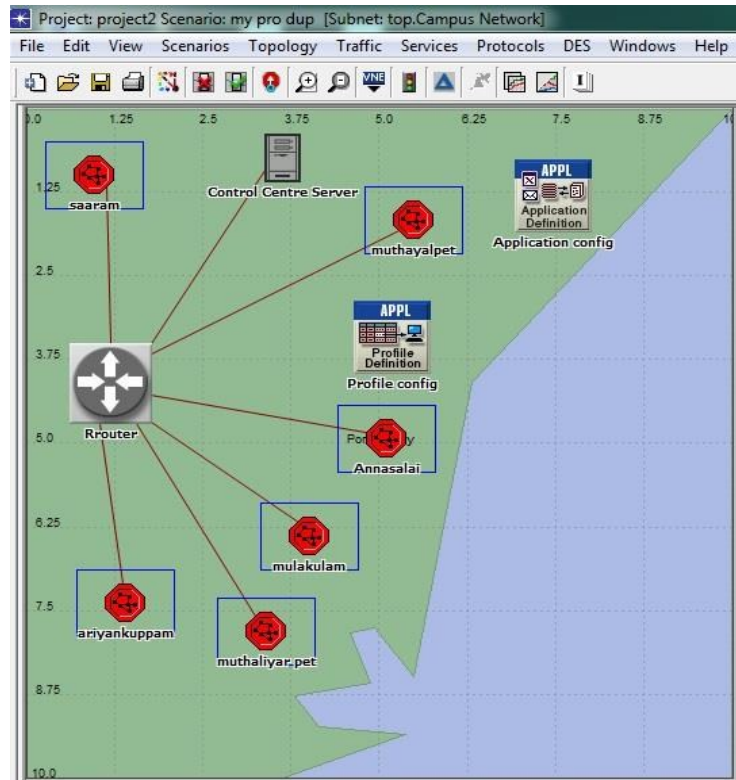 Project: project2 Scenario: my pro dup [Subnet: top.Campus Network]
File Edit View Scenarios Topology Traffic Services Protocols DES Windows Help
VNE
0.0 1.25 2.5 3.75 5.0 6.25 7.5 8.75
saaram
1.25
Control Centre Server
muthayalpet
APPL
Application
Definition
Application config
2.5
APPL
Profile
Definition
Profile config
3.75
Rrouter
5.0
Annasalai
6.25
mulakulam
7.5
ariyankuppam
muthaliyar pet
8.75
10.0